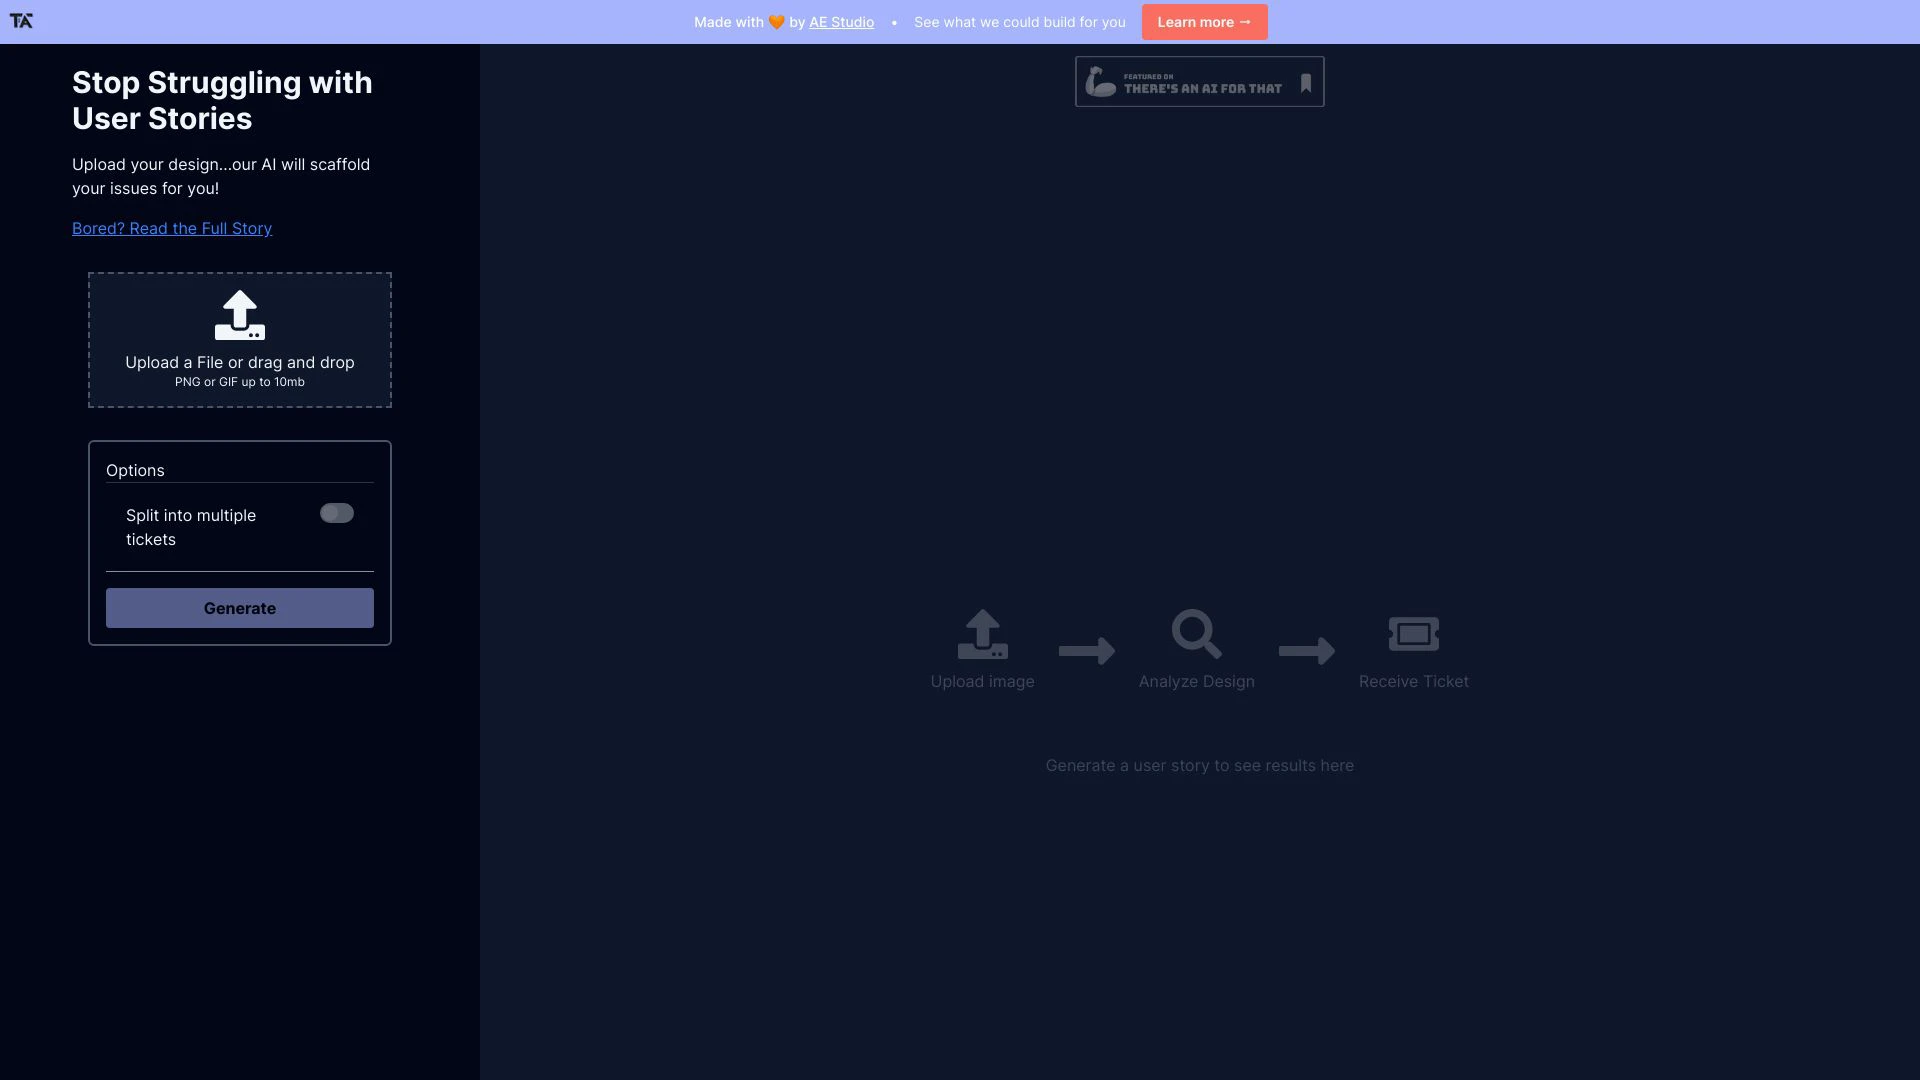 TA
Made with 🧡 by AE Studio • See what we could build for you Learn more →
Stop Struggling with
User Stories
Upload your design...our AI will scaffold
your issues for you!
Bored? Read the Full Story
Upload a File or drag and drop
PNG or GIF up to 10mb
Options
Split into multiple
tickets
Generate
FEATURED ON
THERE'S AN AI FOR THAT
Upload image
Analyze Design
Receive Ticket
Generate a user story to see results here